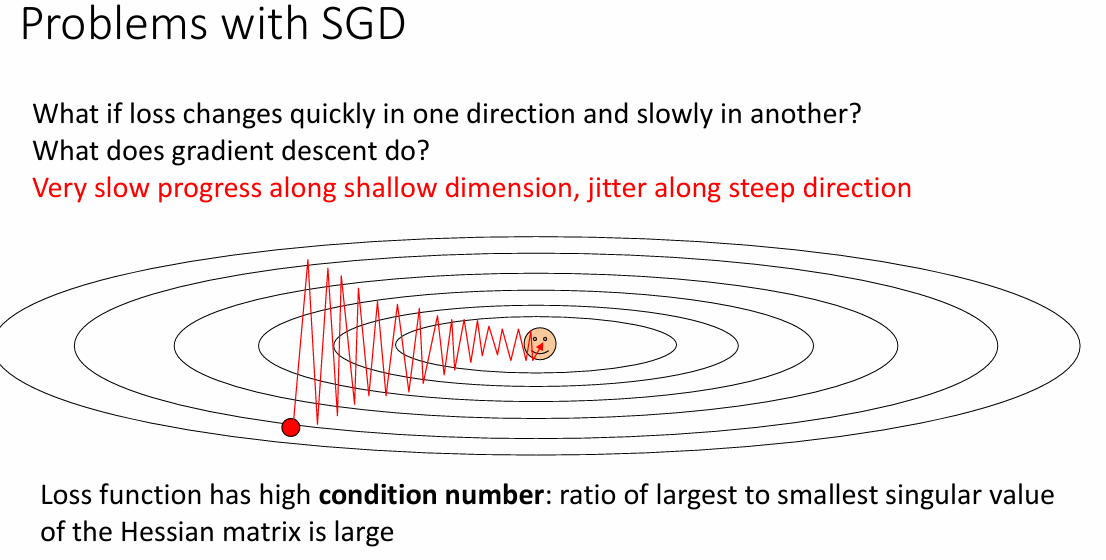 Problems with SGD
What if loss changes quickly in one direction and slowly in another?
What does gradient descent do?
Very slow progress along shallow dimension, jitter along steep direction
Loss function has high condition number: ratio of largest to smallest singular value
of the Hessian matrix is large